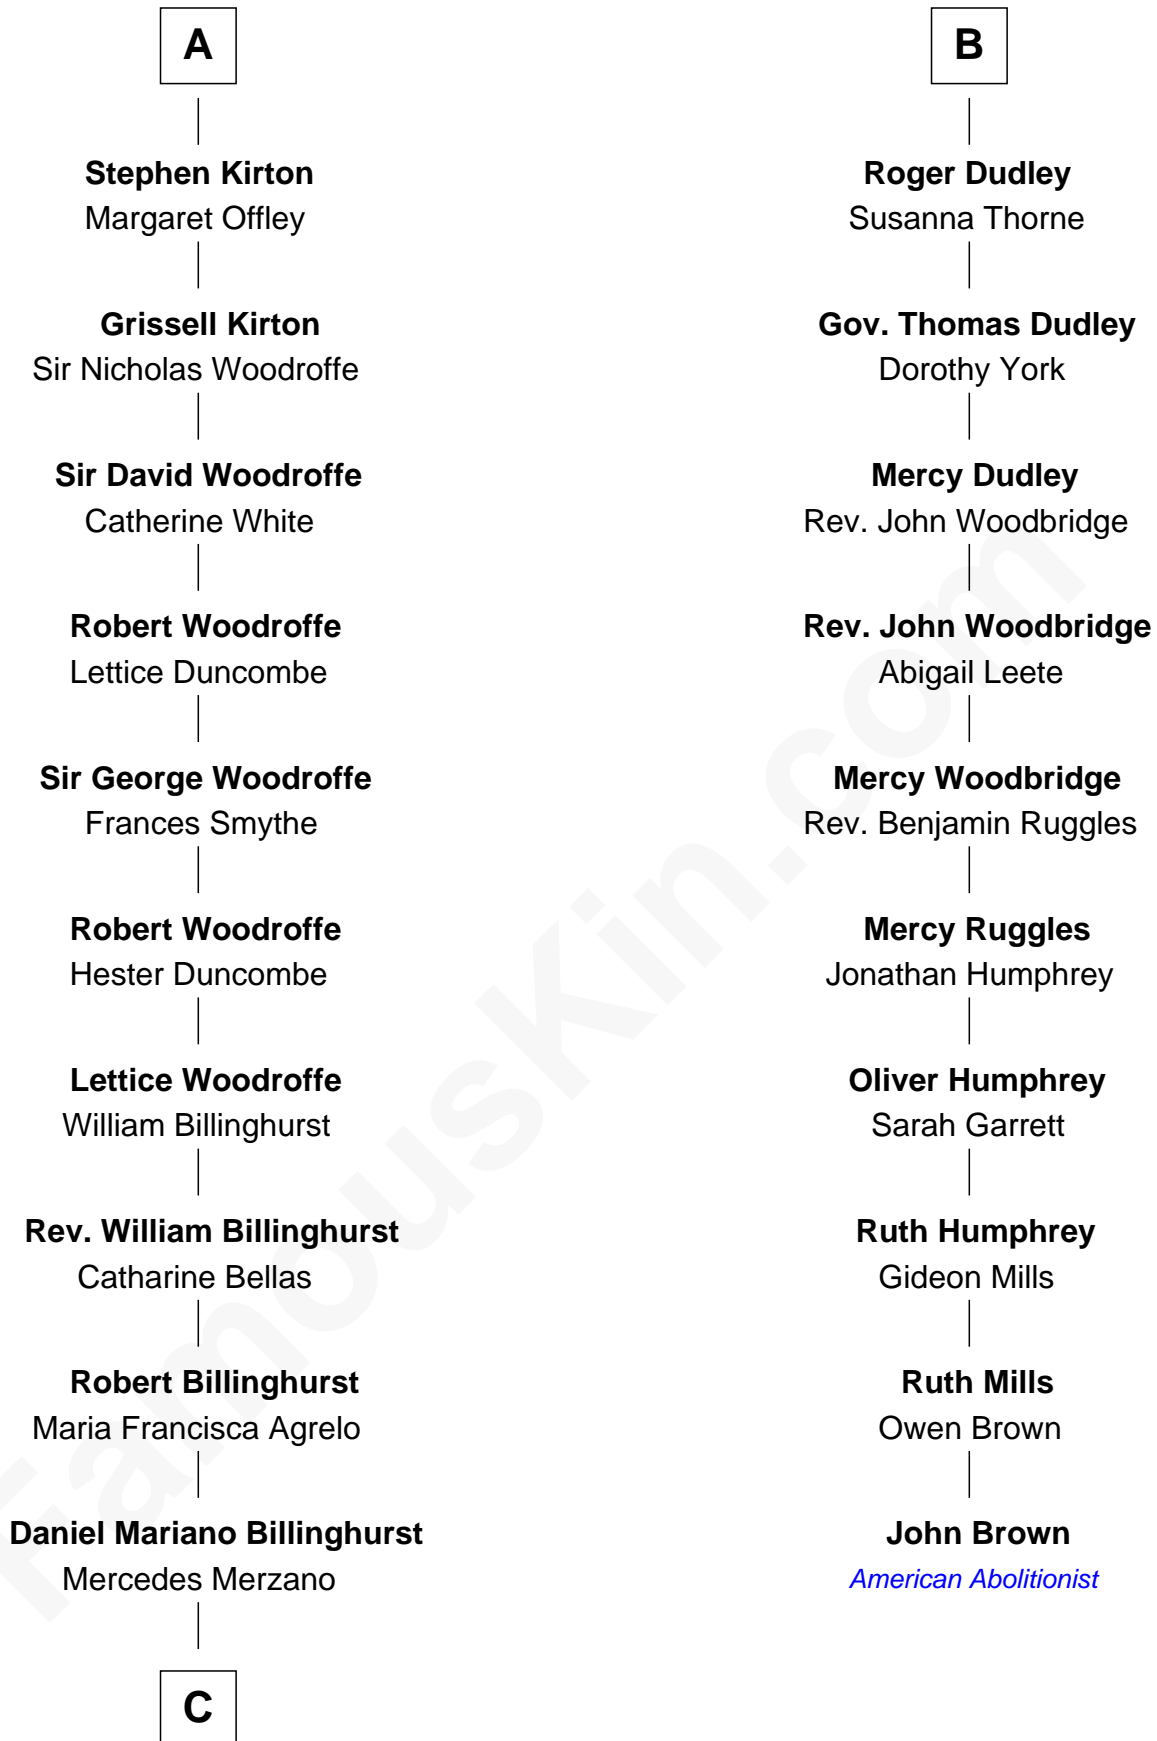 A
Stephen Kirton
Margaret Offley
Grissell Kirton
Sir Nicholas Woodroffe
Sir David Woodroffe
Catherine White
Robert Woodroffe
Lettice Duncombe
Sir George Woodroffe
Frances Smythe
Robert Woodroffe
Hester Duncombe
Lettice Woodroffe
William Billinghurst
Rev. William Billinghurst
Catharine Bellas
Robert Billinghurst
Maria Francisca Agrelo
Daniel Mariano Billinghurst
Mercedes Merzano
C
B
Roger Dudley
Susanna Thorne
Gov. Thomas Dudley
Dorothy York
Mercy Dudley
Rev. John Woodbridge
Rev. John Woodbridge
Abigail Leete
Mercy Woodbridge
Rev. Benjamin Ruggles
Mercy Ruggles
Jonathan Humphrey
Oliver Humphrey
Sarah Garrett
Ruth Humphrey
Gideon Mills
Ruth Mills
Owen Brown
John Brown
American Abolitionist
FamousKin.com